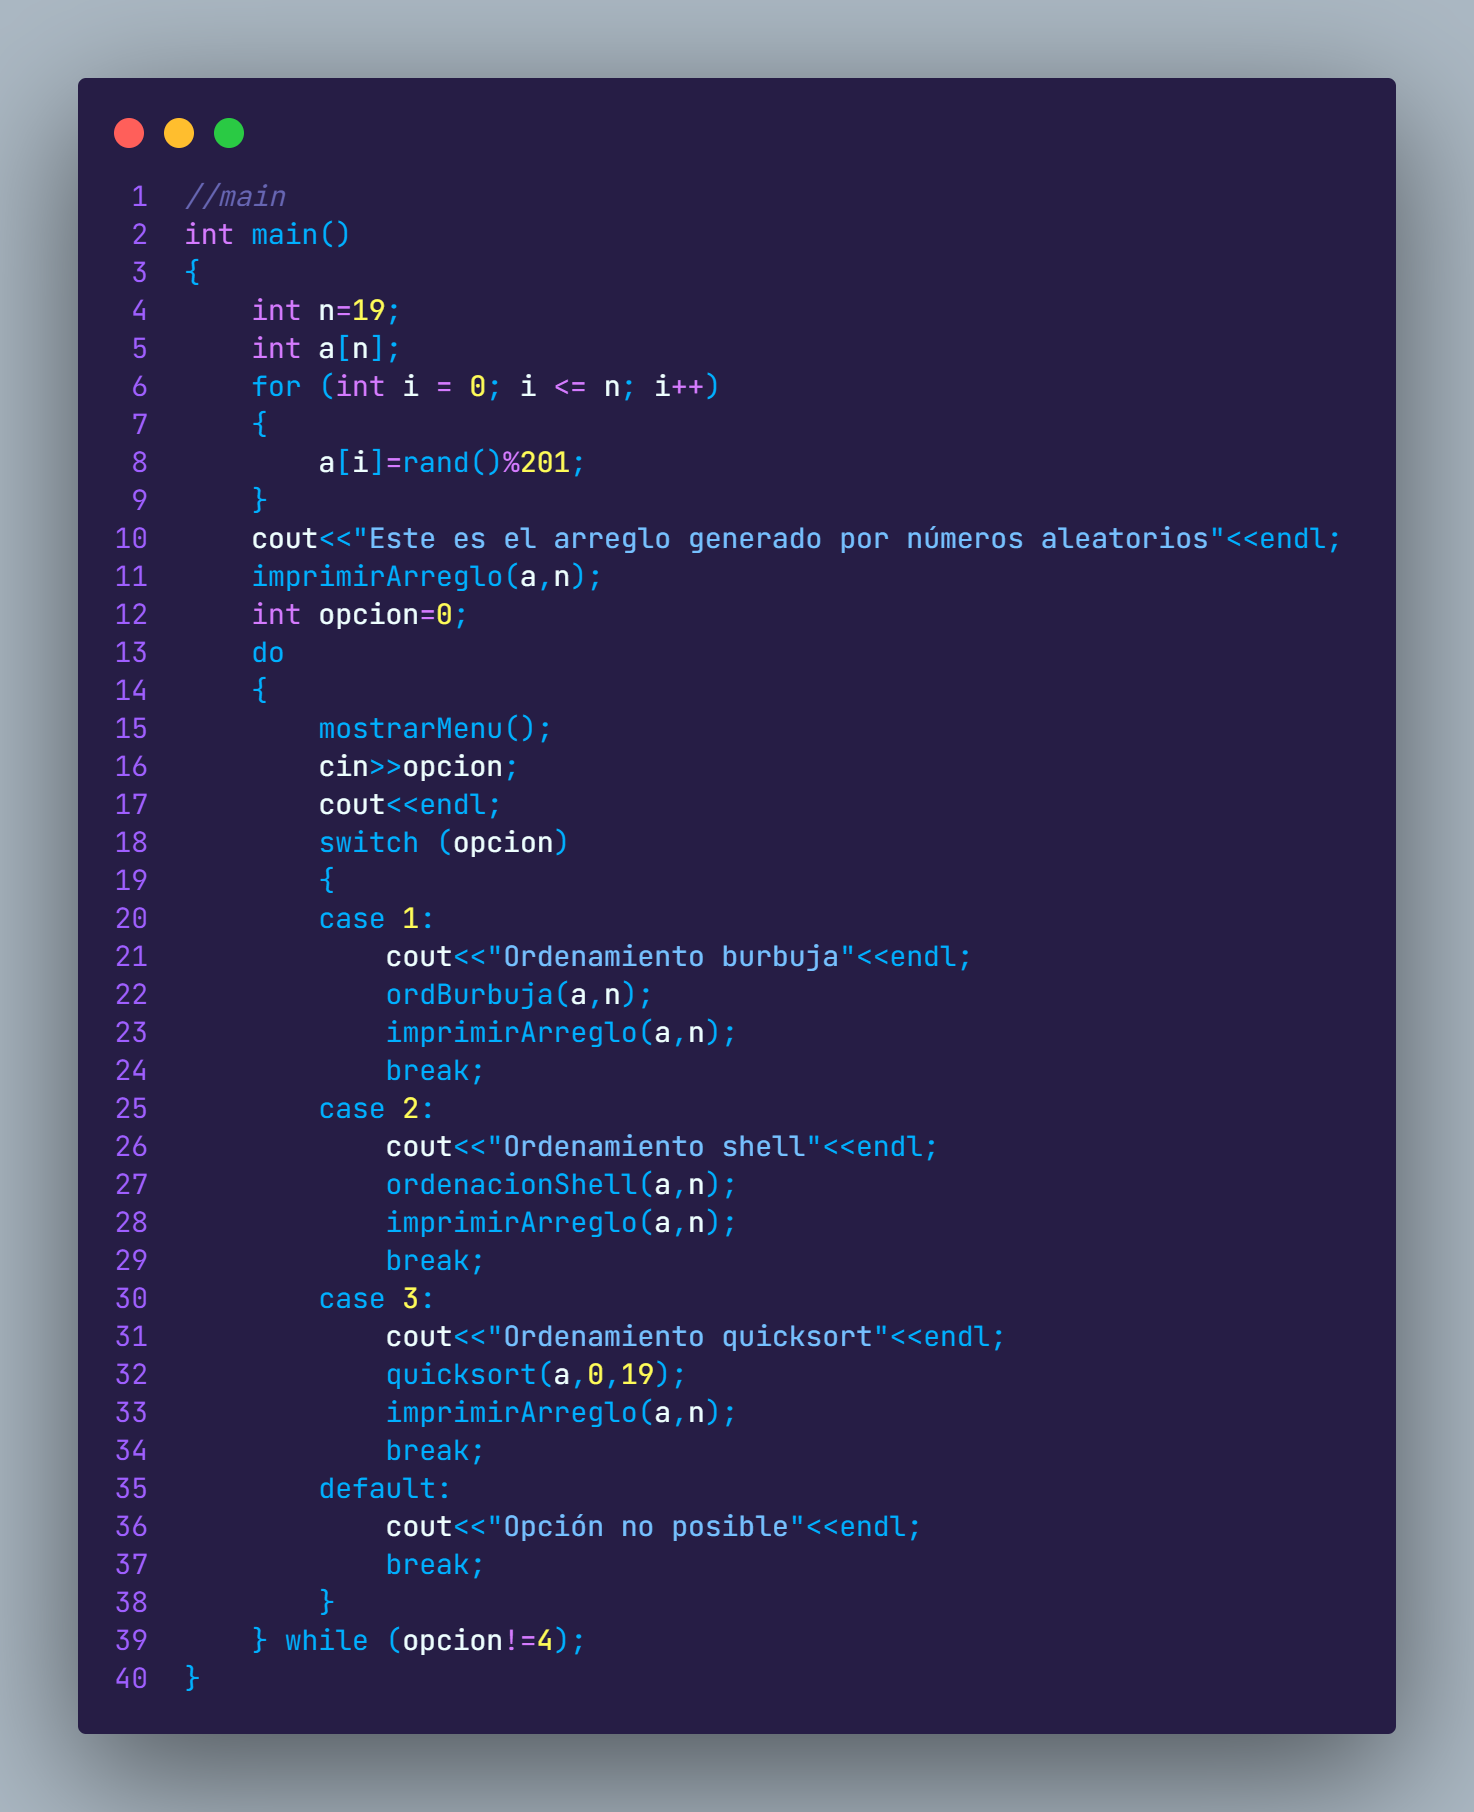 1 //main
2 int main()
3 {
4     int n=19;
5     int a[n];
6     for (int i = 0; i <= n; i++)
7     {
8         a[i]=rand()%201;
9     }
10     cout<<"Este es el arreglo generado por números aleatorios"<<endl;
11     imprimirArreglo(a,n);
12     int opcion=0;
13     do
14     {
15         mostrarMenu();
16         cin>>opcion;
17         cout<<endl;
18         switch (opcion)
19         {
20         case 1:
21             cout<<"Ordenamiento burbuja"<<endl;
22             ordBurbuja(a,n);
23             imprimirArreglo(a,n);
24             break;
25         case 2:
26             cout<<"Ordenamiento shell"<<endl;
27             ordenacionShell(a,n);
28             imprimirArreglo(a,n);
29             break;
30         case 3:
31             cout<<"Ordenamiento quicksort"<<endl;
32             quicksort(a,0,19);
33             imprimirArreglo(a,n);
34             break;
35         default:
36             cout<<"Opción no posible"<<endl;
37             break;
38         }
39     } while (opcion!=4);
40 }